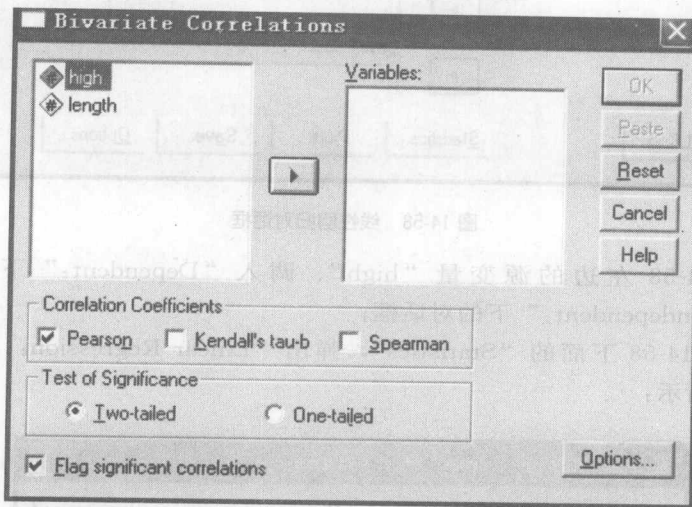 Bivariate Correlations
high
length
Variables:
OK
Paste
Reset
Cancel
Help
Correlation Coefficients
Pearson
Kendall's tau-b
Spearman
Test of Significance
Two-tailed
One-tailed
Flag significant correlations
Options...